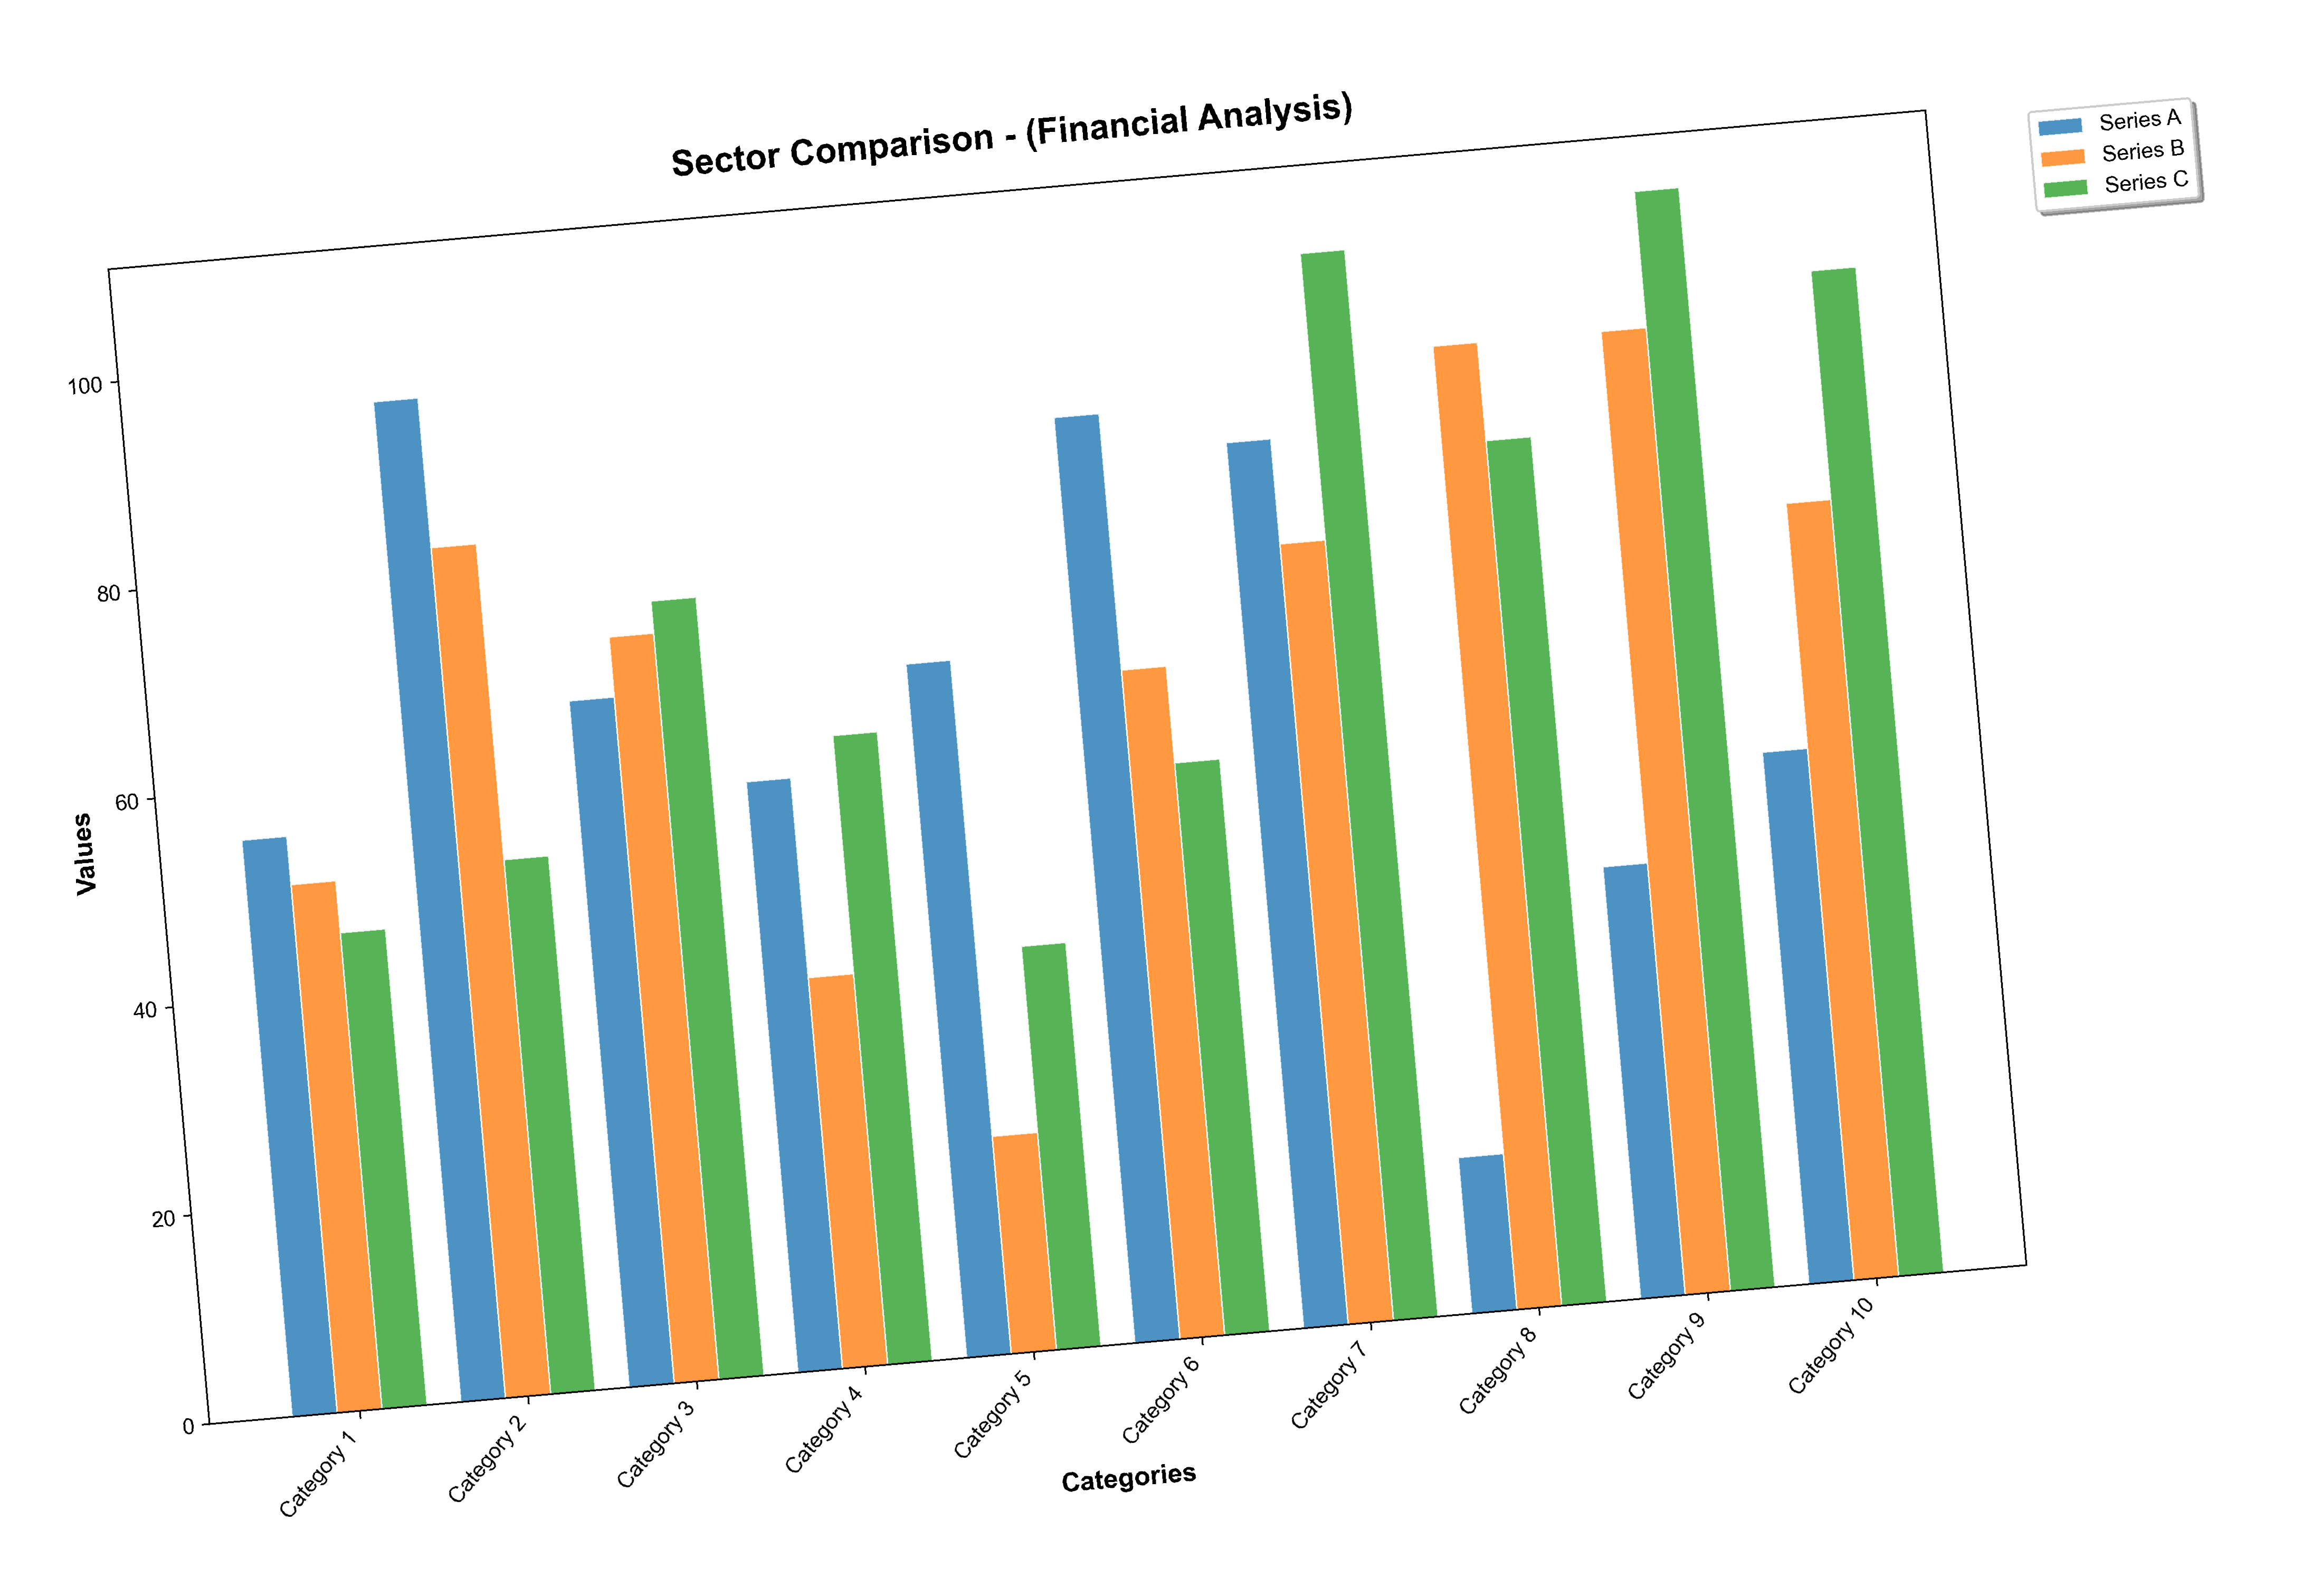 Sector Comparison - (Financial Analysis)
Series A
Series B
Series C
Values
100
80
60
40
20
0
Category 1
Category 2
Category 3
Category 4
Category 5
Category 6
Category 7
Category 8
Category 9
Category 10
Categories